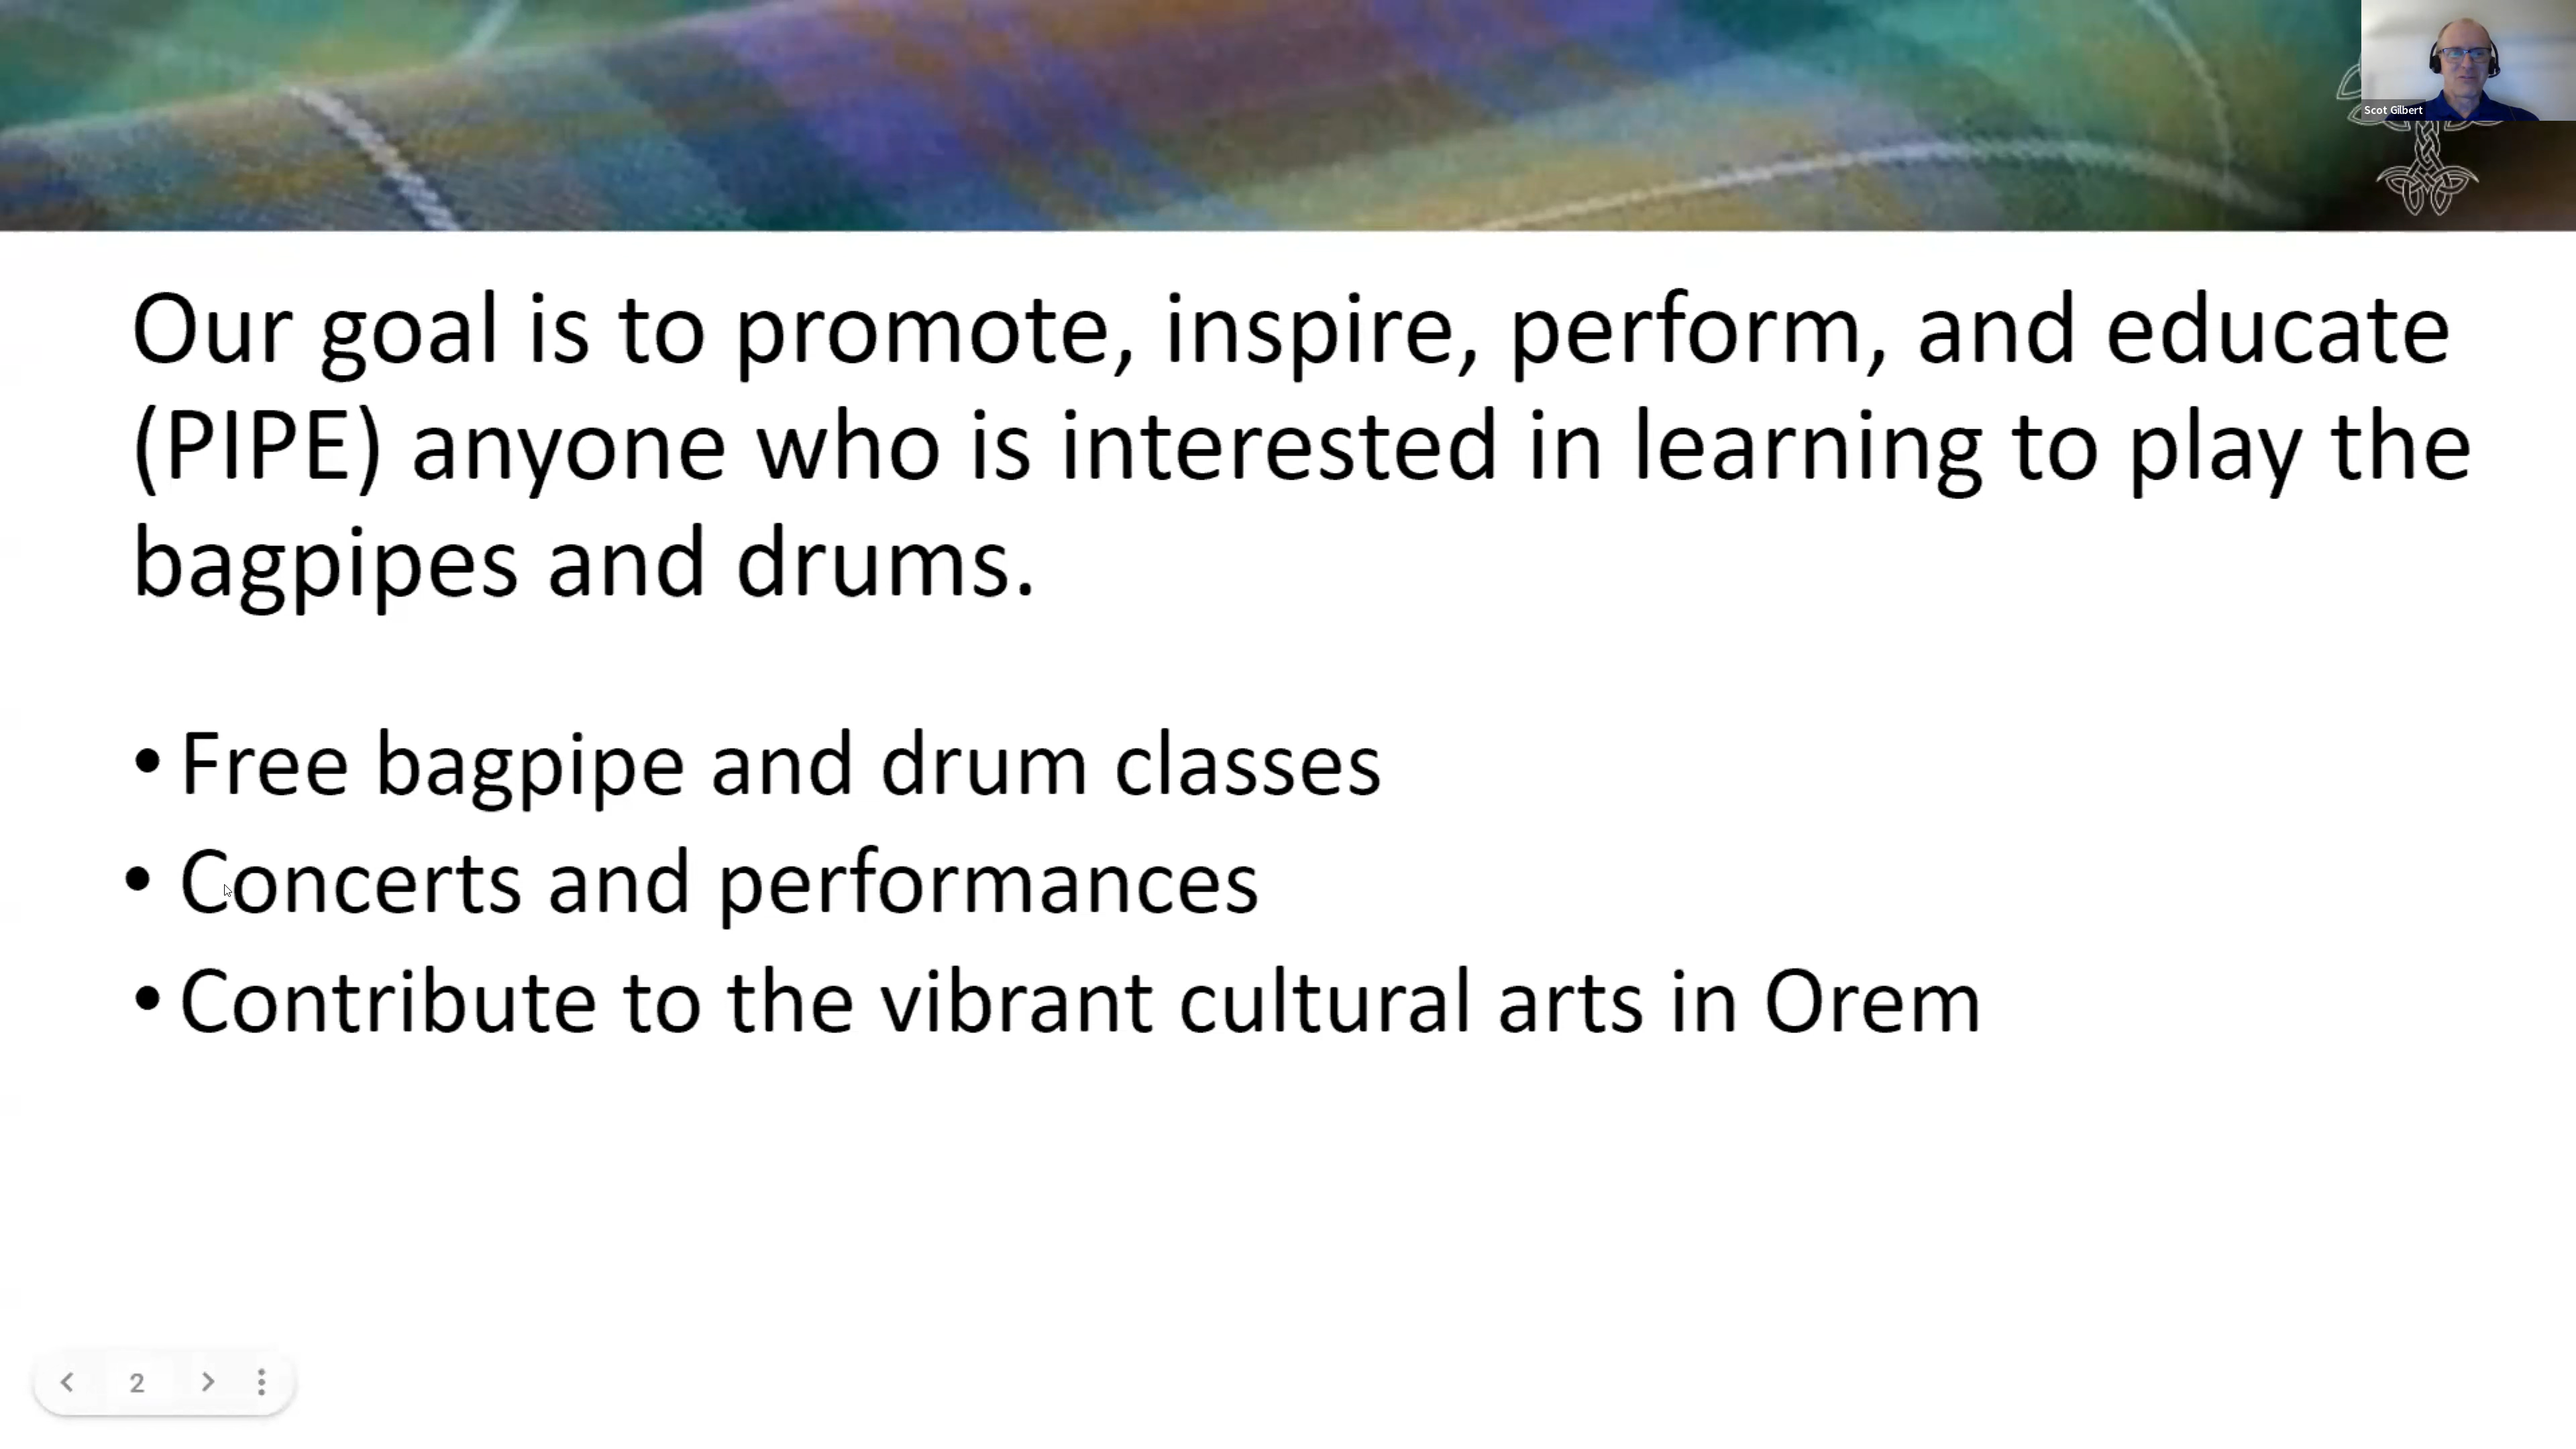 Scot Gilbert
Our goal is to promote, inspire, perform, and educate
(PIPE) anyone who is interested in learning to play the
bagpipes and drums.
• Free bagpipe and drum classes
• Concerts and performances
• Contribute to the vibrant cultural arts in Orem
2